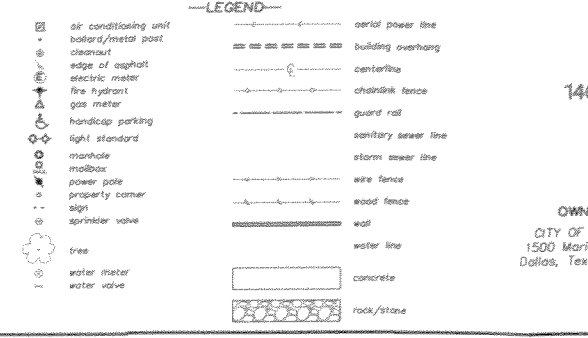 LEGEND
air conditioning unit
bollard/metal post
cleanout
edge of asphalt
electric meter
fire hydrant
gas meter
handicap parking
light standard
manhole
mailbox
power pole
property corner
sign
sprinkler valve
tree
water meter
water valve
aerial power line
building overhang
centerline
chainlink fence
guard rail
sanitary sewer line
storm sewer line
wire fence
wood fence
wall
water line
concrete
rock/stone
OWN
CITY OF
1500 Mari
Dallas, Tex